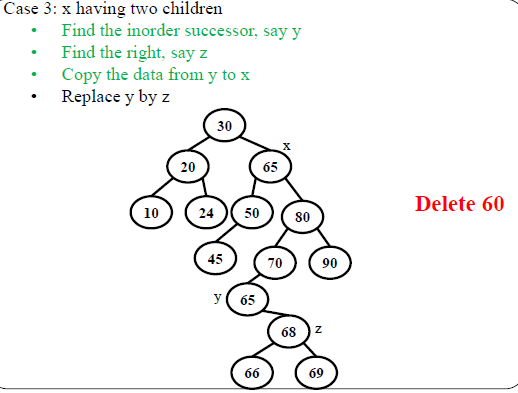 Case 3: x having two children
• Find the inorder successor, say y
• Find the right, say z
• Copy the data from y to x
• Replace y by z
30
x
20 65
Delete 60
10 24 50 80
45 70 90
y 65
68 z
66 69